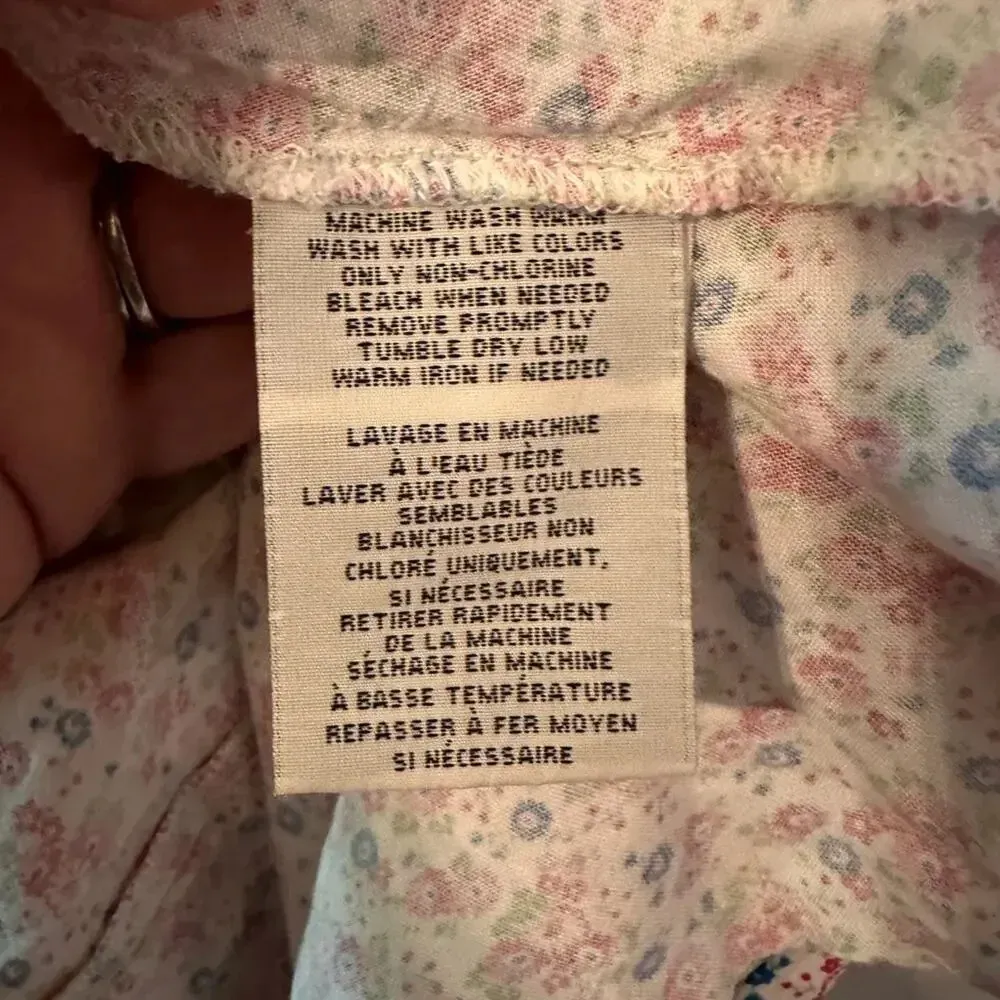 MACHINE WASH WARM
WASH WITH LIKE COLORS
ONLY NON-CHLORINE
BLEACH WHEN NEEDED
REMOVE PROMPTLY
TUMBLE DRY LOW
WARM IRON IF NEEDED
LAVAGE EN MACHINE
À L'EAU TIÈDE
LAVER AVEC DES COULEURS
SEMBLABLES
BLANCHISSEUR NON
CHLORÉ UNIQUEMENT,
SI NÉCESSAIRE
RETIRER RAPIDEMENT
DE LA MACHINE
SÉCHAGE EN MACHINE
À BASSE TEMPÉRATURE
REPASSER À FER MOYEN
SI NÉCESSAIRE